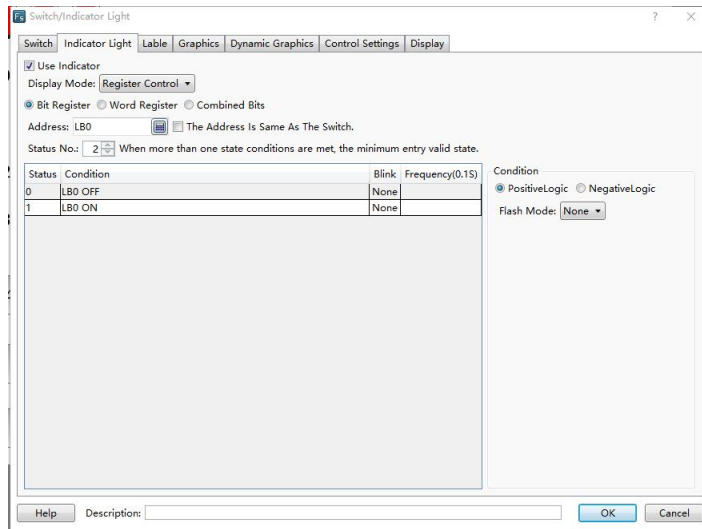 Fs Switch/Indicator Light ?
Switch Indicator Light Lable Graphics Dynamic Graphics Control Settings Display
Use Indicator
Display Mode: Register Control
Bit Register Word Register Combined Bits
Address: LB0 The Address Is Same As The Switch.
Status No.: 2 When more than one state conditions are met, the minimum entry valid state.
Status Condition Blink Frequency(0.1S)
0 LB0 OFF None
1 LB0 ON None
Condition
PositiveLogic NegativeLogic
Flash Mode: None
Help Description: OK Cancel